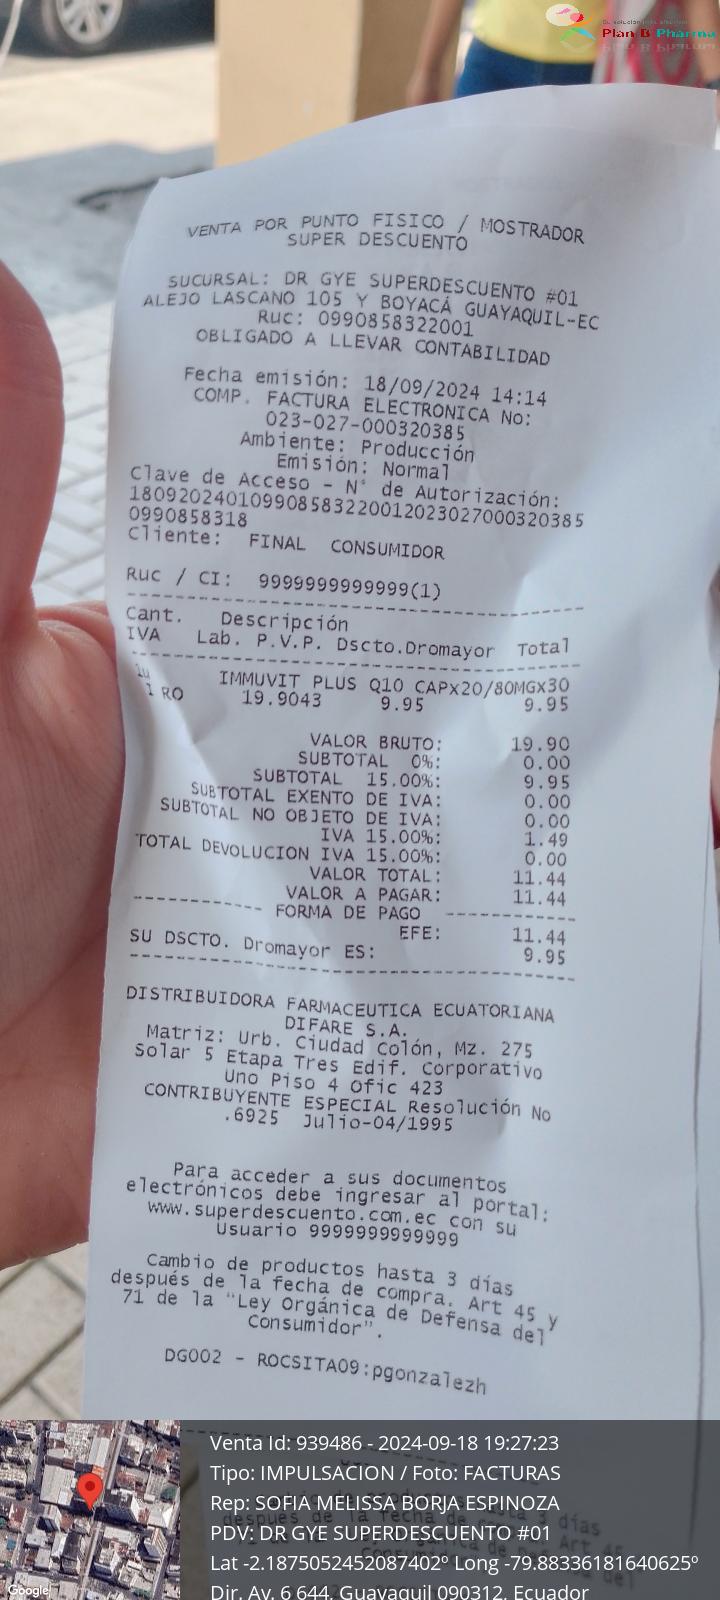 Plan B Pharma
VENTA POR PUNTO FISICO / MOSTRADOR
SUPER DESCUENTO
SUCURSAL: DR GYE SUPERDESCUENTO #01
ALEJO LASCANO 105 Y BOYACÁ GUAYAQUIL-EC
Ruc: 0990858322001
OBLIGADO A LLEVAR CONTABILIDAD
Fecha emisión: 18/09/2024 14:14
COMP. FACTURA ELECTRONICA No:
023-027-000320385
Ambiente: Producción
Emisión: Normal
Clave de Acceso - N° de Autorización:
180920240109908583220012023027000320385
0990858318
Cliente: FINAL CONSUMIDOR
Ruc / CI: 9999999999999(1)
Cant. Descripción
IVA Lab. P.V.P. Dscto.Dromayor Total
1u IMMUVIT PLUS Q10 CAPx20/80MGX30
1 RO 19.9043 9.95 9.95
VALOR BRUTO: 19.90
SUBTOTAL 0%: 0.00
SUBTOTAL 15.00%: 9.95
SUBTOTAL EXENTO DE IVA: 0.00
SUBTOTAL NO OBJETO DE IVA: 0.00
IVA 15.00%: 1.49
TOTAL DEVOLUCION IVA 15.00%: 0.00
VALOR TOTAL: 11.44
VALOR A PAGAR: 11.44
------------ FORMA DE PAGO ------------
EFE: 11.44
SU DSCTO. Dromayor ES: 9.95
DISTRIBUIDORA FARMACEUTICA ECUATORIANA
DIFARE S.A.
Matriz: Urb. Ciudad Colón, Mz. 275
Solar 5 Etapa Tres Edif. Corporativo
Uno Piso 4 Ofic 423
CONTRIBUYENTE ESPECIAL Resolución No
.6925 Julio-04/1995
Para acceder a sus documentos
electrónicos debe ingresar al portal:
www.superdescuento.com.ec con su
Usuario 9999999999999
Cambio de productos hasta 3 días
después de la fecha de compra. Art 45 y
71 de la "Ley Orgánica de Defensa del
Consumidor".
DG002 - ROCSITA09:pgonzalezh
Venta Id: 939486 - 2024-09-18 19:27:23
Tipo: IMPULSACION / Foto: FACTURAS
Rep: SOFIA MELISSA BORJA ESPINOZA
PDV: DR GYE SUPERDESCUENTO #01
Lat -2.1875052452087402º Long -79.88336181640625º
Dir. Av. 6 644, Guayaquil 090312, Ecuador
Google